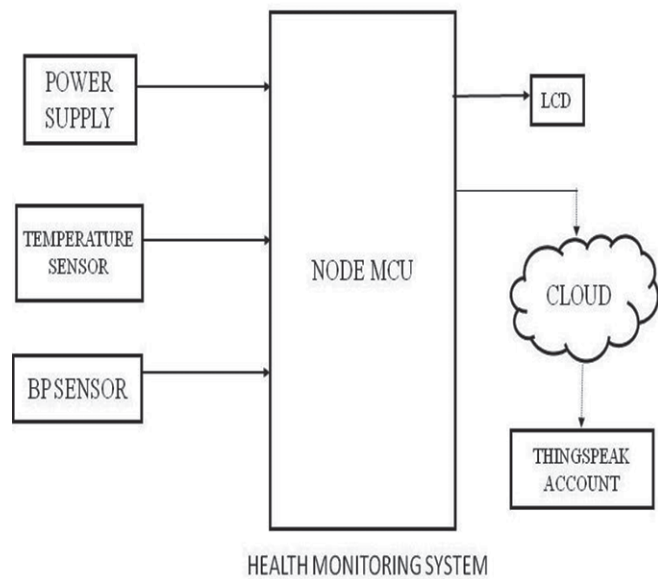 POWER
SUPPLY
TEMPERATURE
SENSOR
BP SENSOR
NODE MCU
LCD
CLOUD
THINGSPEAK
ACCOUNT
HEALTH MONITORING SYSTEM